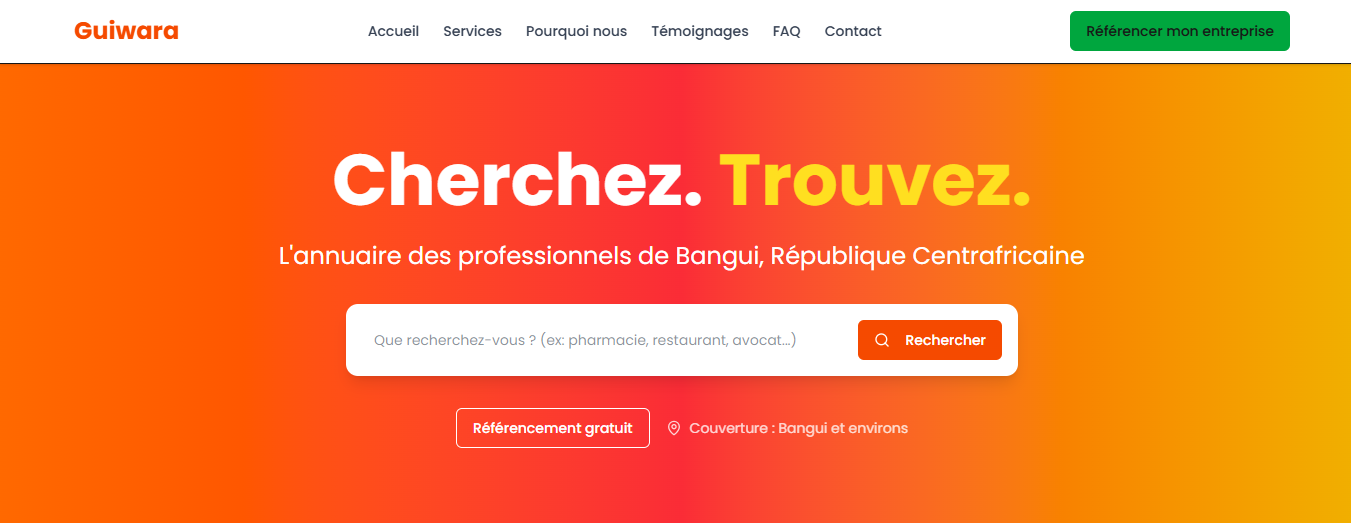 Guiwara
Accueil Services Pourquoi nous Témoignages FAQ Contact
Référencer mon entreprise
Cherchez. Trouvez.
L'annuaire des professionnels de Bangui, République Centrafricaine
Que recherchez-vous ? (ex: pharmacie, restaurant, avocat...)
Rechercher
Référencement gratuit
Couverture : Bangui et environs